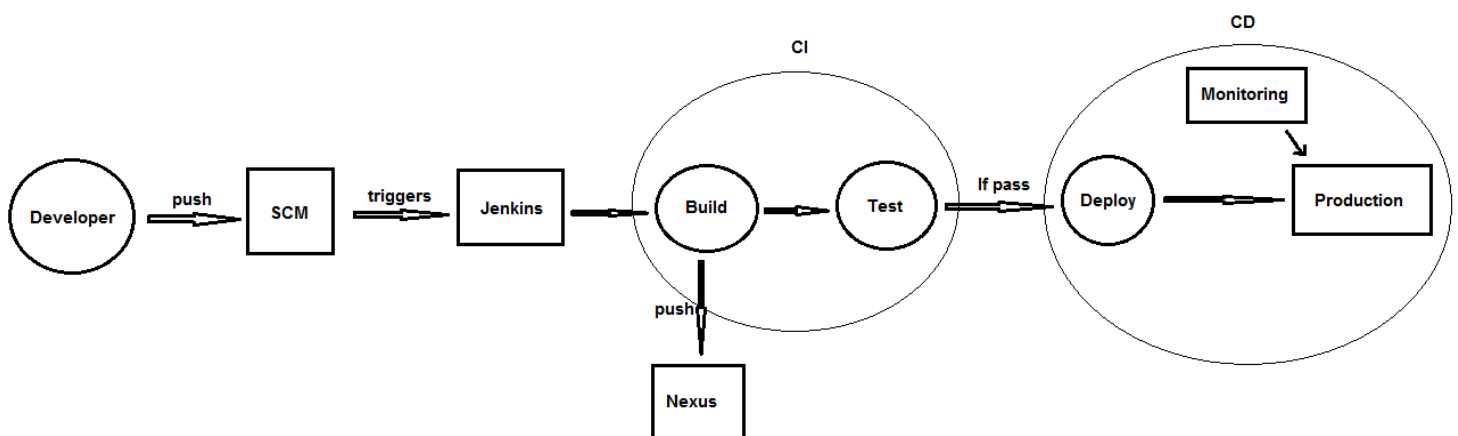 CI
CD
Monitoring
Developer
push
SCM
triggers
Jenkins
Build
Test
If pass
Deploy
Production
push
Nexus